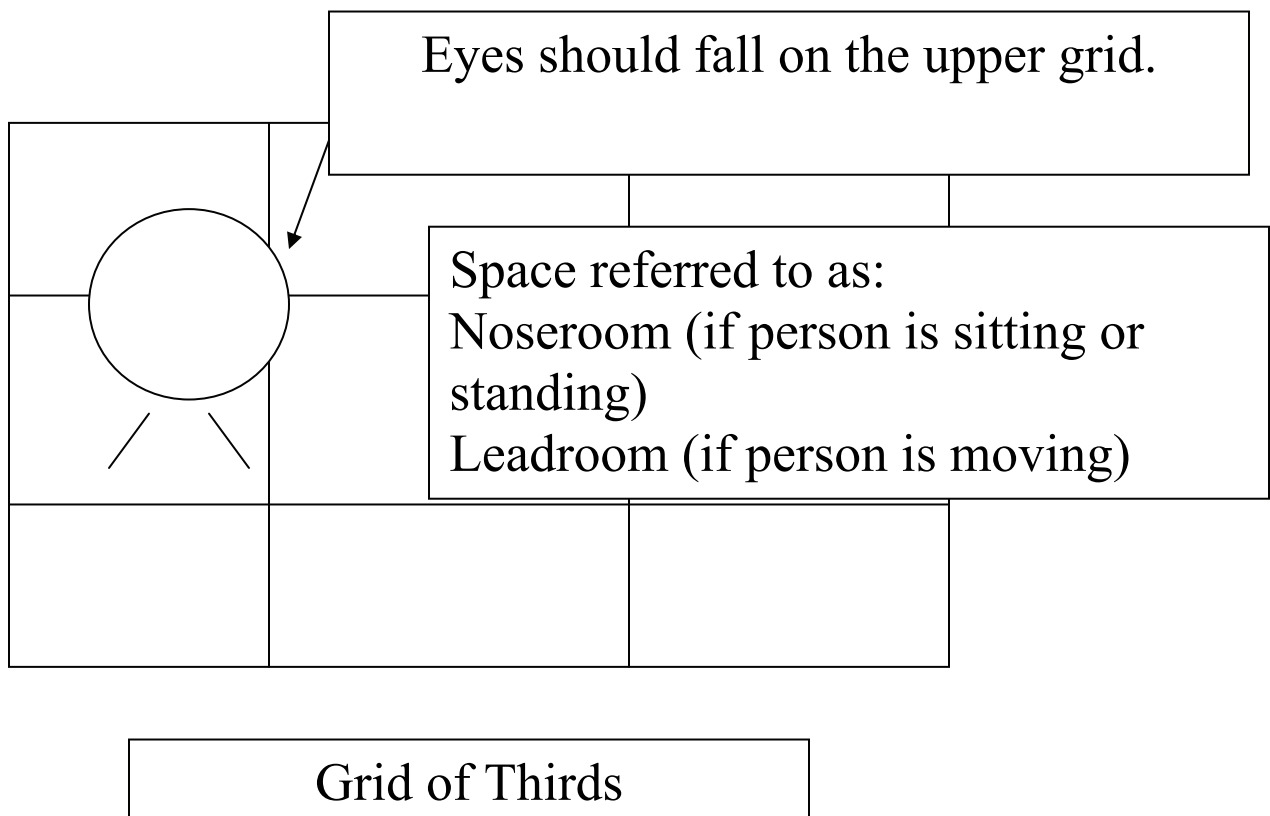 Eyes should fall on the upper grid.
Space referred to as:
Noseroom (if person is sitting or
standing)
Leadroom (if person is moving)
Grid of Thirds